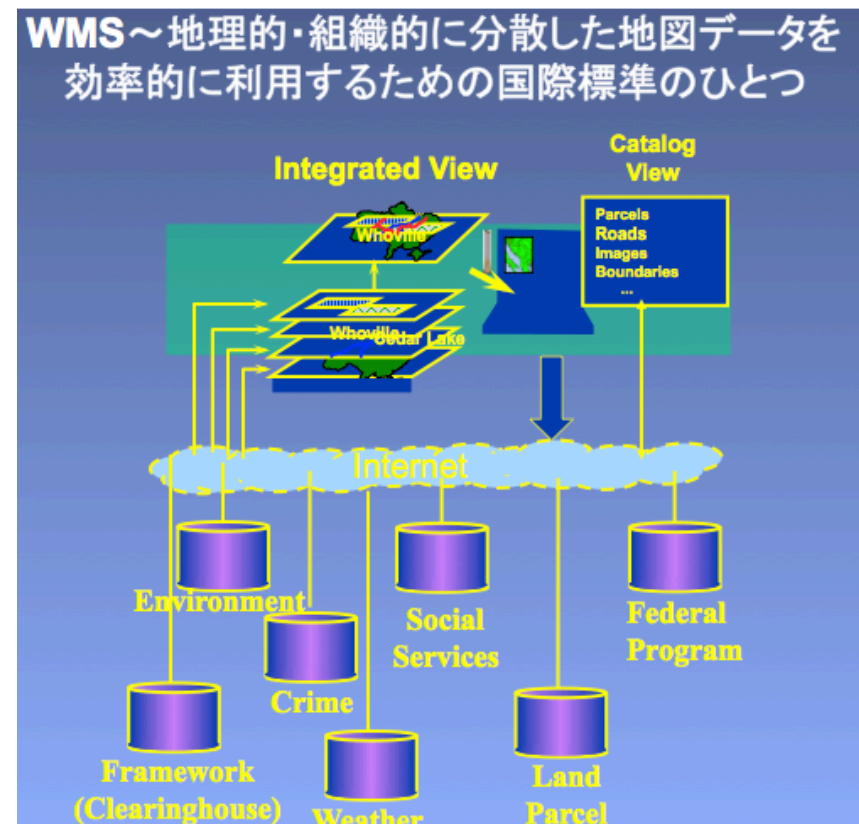 WMS～地理的・組織的に分散した地図データを
効率的に利用するための国際標準のひとつ
Integrated View
Catalog
View
Parcels
Roads
Images
Boundaries
...
Whoville
Whoville
Cedar Lake
Internet
Environment
Social
Services
Federal
Program
Crime
Framework
(Clearinghouse)
Weather
Land
Parcel